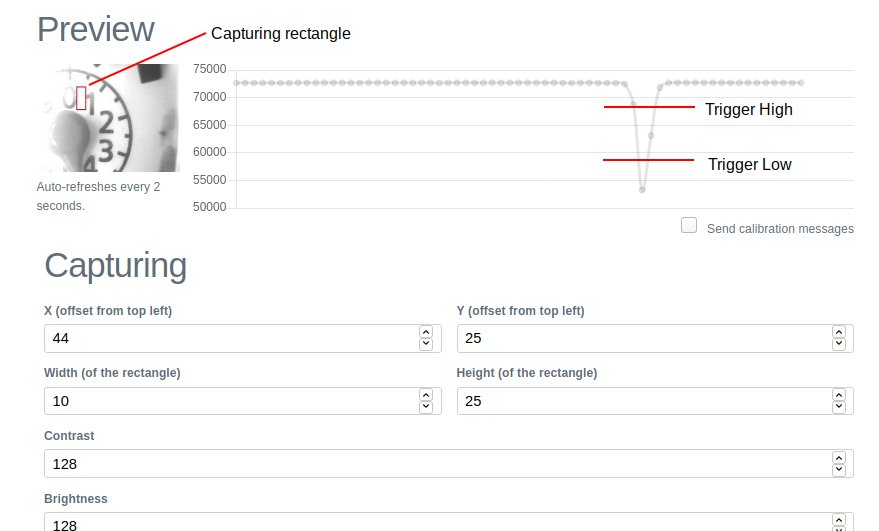 Preview
Capturing rectangle
75000
70000
65000
60000
55000
50000
0
1
2
3
4
Trigger High
Trigger Low
Auto-refreshes every 2
seconds.
Send calibration messages
Capturing
X (offset from top left)
Y (offset from top left)
44
25
Width (of the rectangle)
Height (of the rectangle)
10
25
Contrast
128
Brightness
128